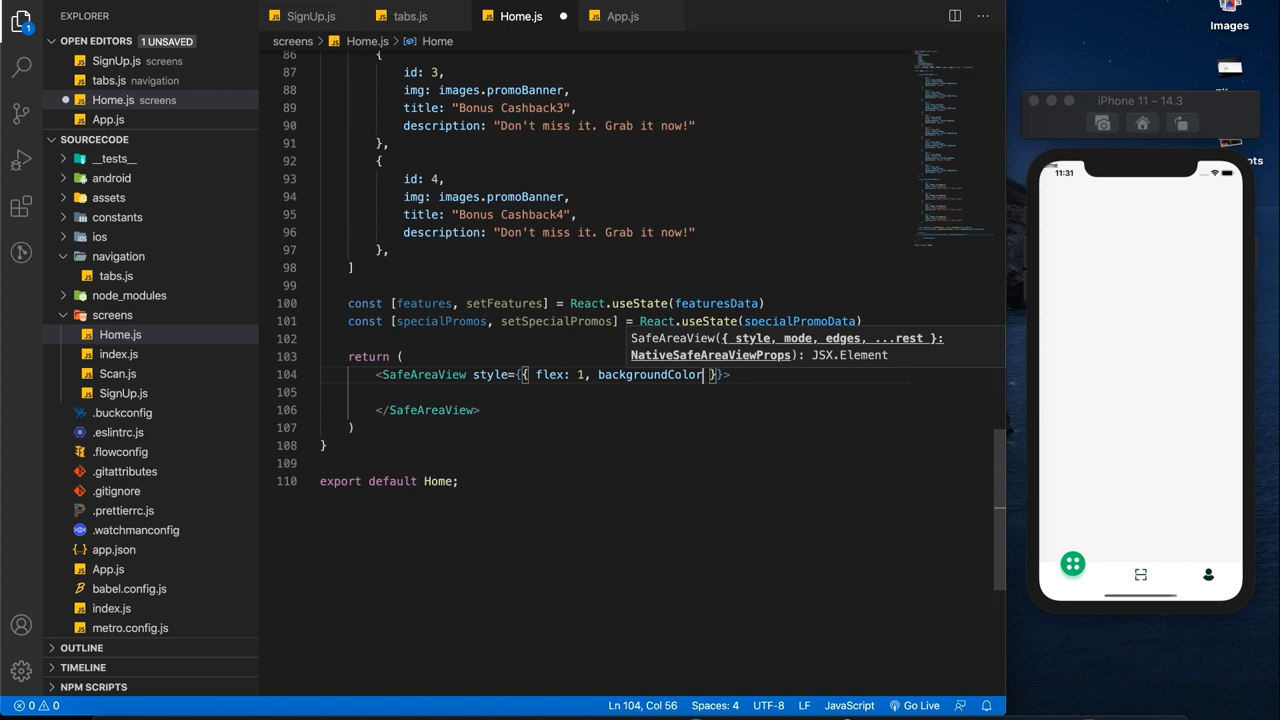 EXPLORER
OPEN EDITORS 1 UNSAVED
SignUp.js screens
tabs.js navigation
Home.js screens
App.js
SOURCECODE
__tests__
android
assets
constants
ios
navigation
tabs.js
node_modules
screens
Home.js
index.js
Scan.js
SignUp.js
.buckconfig
.eslintrc.js
.flowconfig
.gitattributes
.gitignore
.prettierrc.js
.watchmanconfig
app.json
App.js
babel.config.js
index.js
metro.config.js
OUTLINE
TIMELINE
NPM SCRIPTS
SignUp.js tabs.js Home.js App.js
screens > Home.js > Home
86 {
87 id: 3,
88 img: images.promoBanner,
89 title: "Bonus Cashback3",
90 description: "Don't miss it. Grab it now!"
91 },
92 {
93 id: 4,
94 img: images.promoBanner,
95 title: "Bonus Cashback4",
96 description: "Don't miss it. Grab it now!"
97 },
98 ]
99
100 const [features, setFeatures] = React.useState(featuresData)
101 const [specialPromos, setSpecialPromos] = React.useState(specialPromoData)
102
SafeAreaView({ style, mode, edges, ...rest }:
NativeSafeAreaViewProps): JSX.Element
103 return (
104 <SafeAreaView style={{ flex: 1, backgroundColor }}>
105
106 </SafeAreaView>
107 )
108 }
109
110 export default Home;
0 0 Ln 104, Col 56 Spaces: 4 UTF-8 LF JavaScript Go Live
Images
iPhone 11 – 14.3
11:31
1